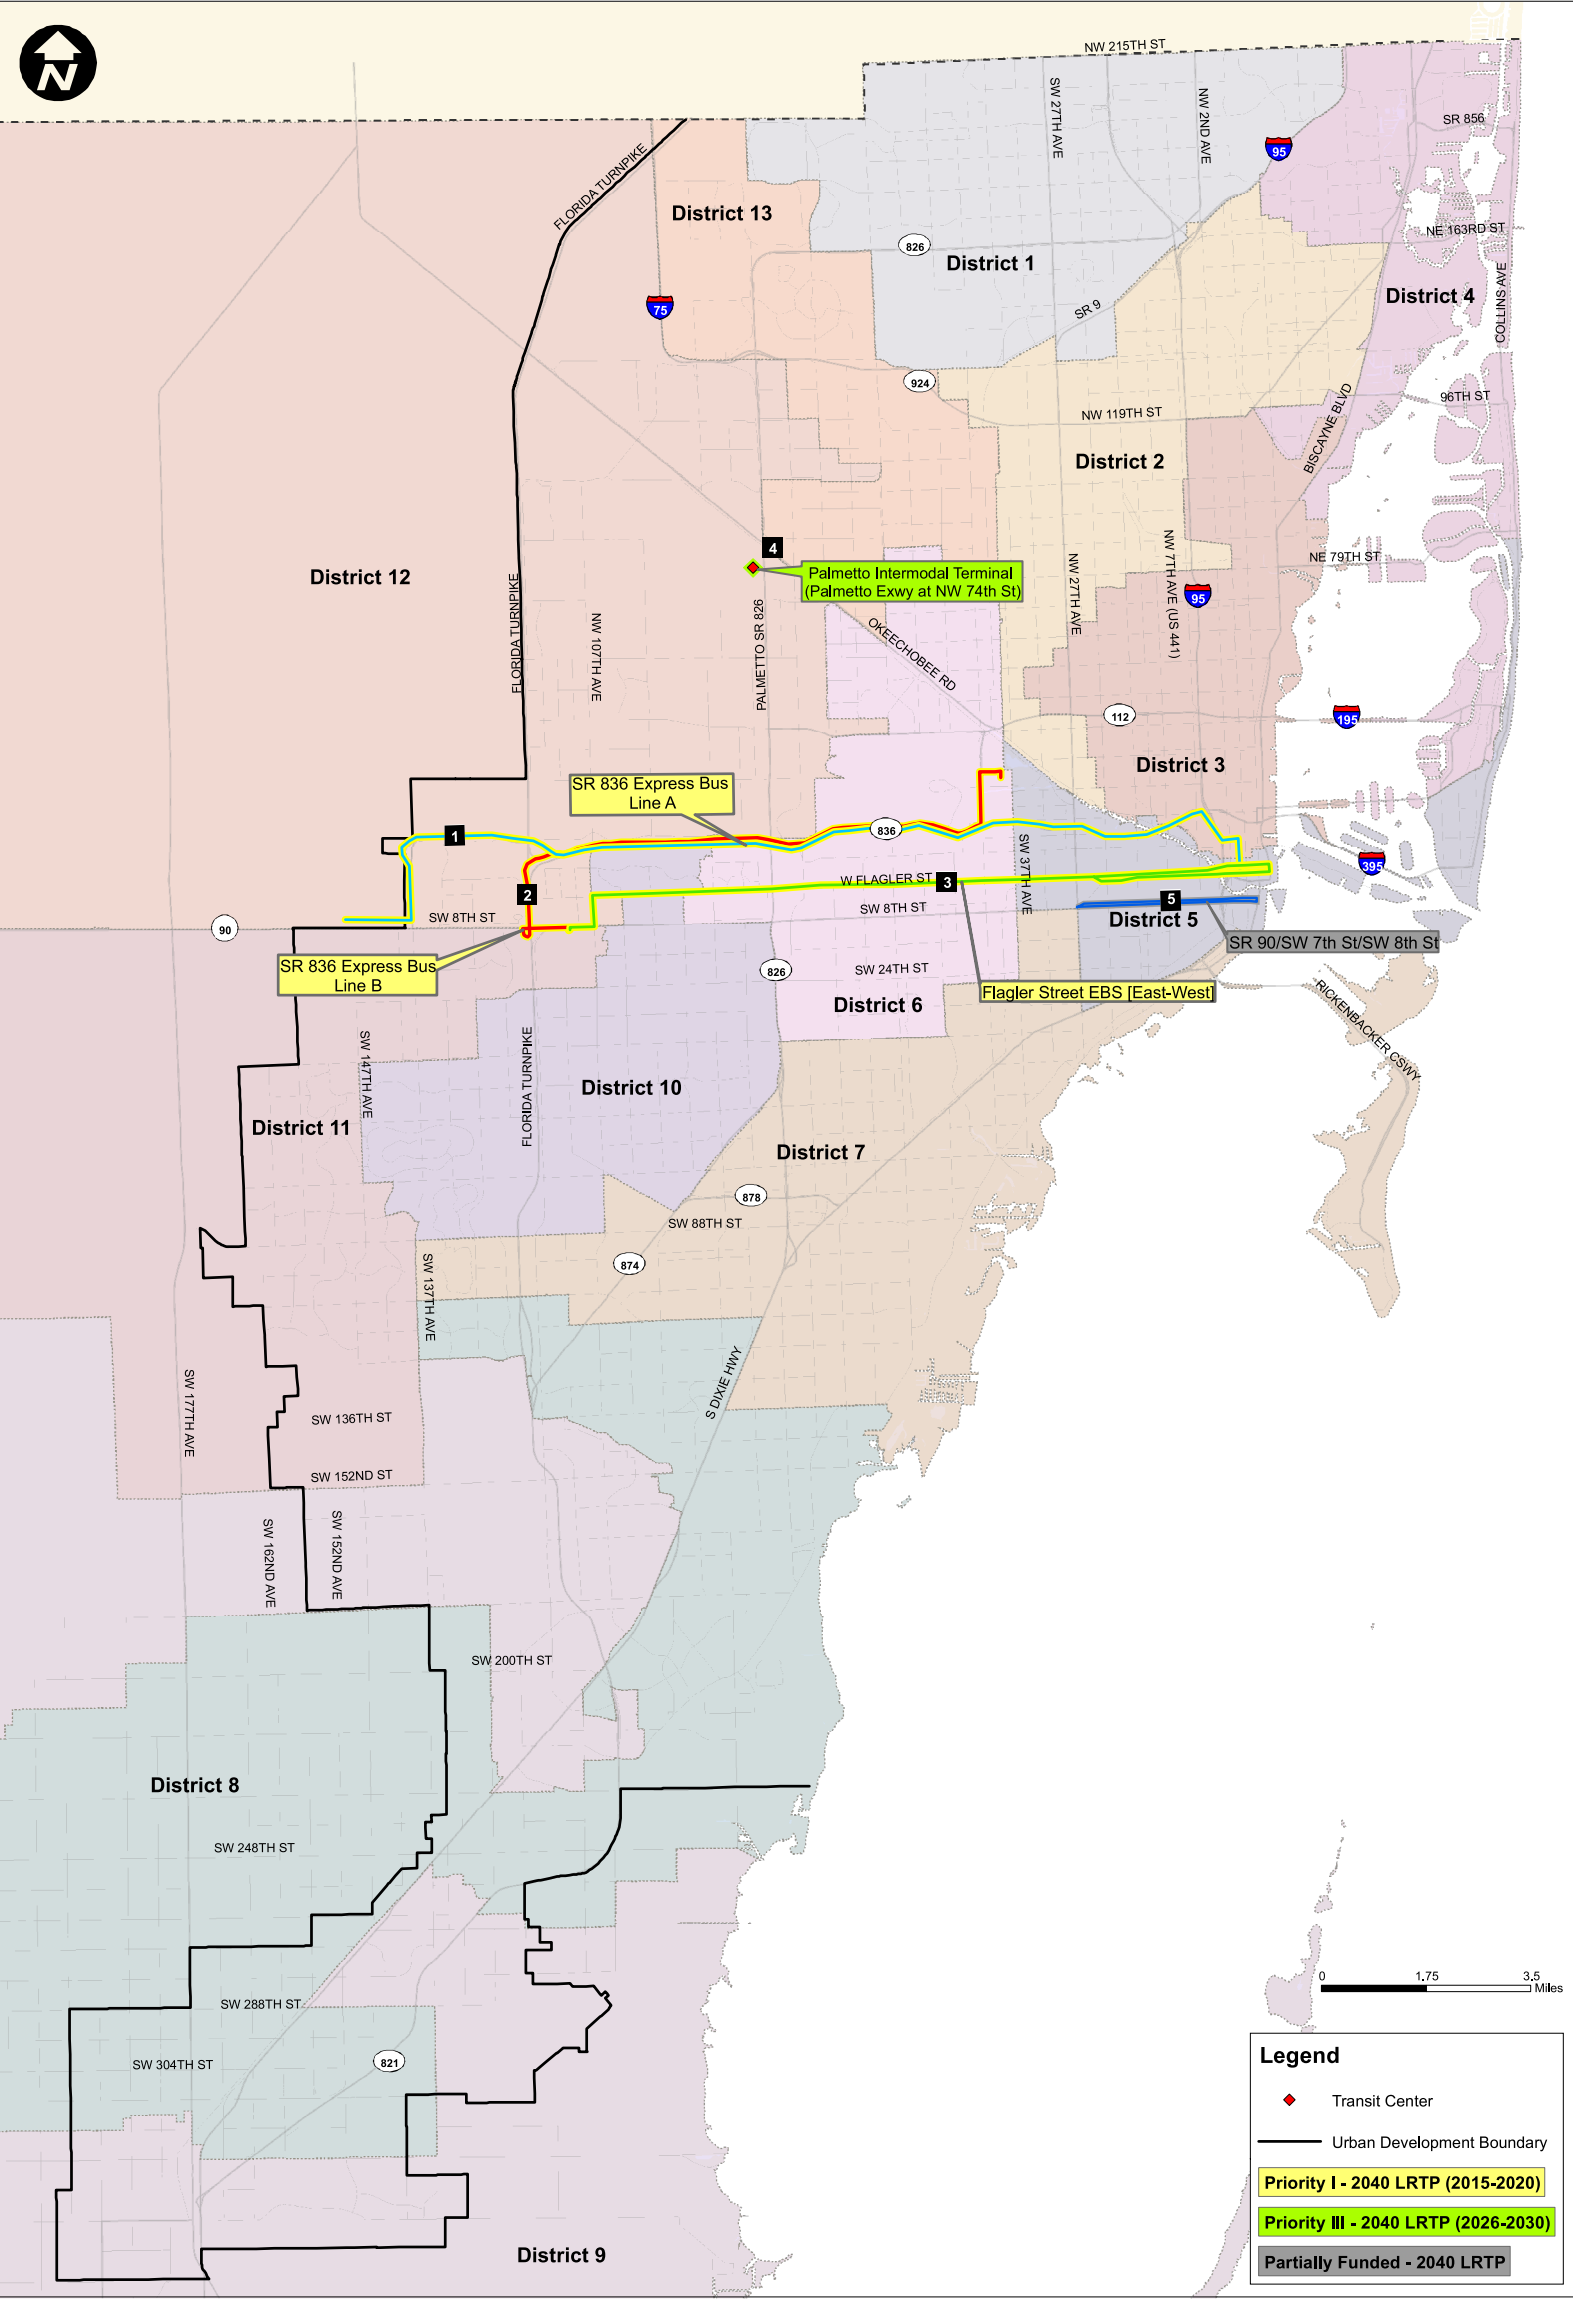 N
NW 215TH ST
SW 27TH AVE
NW 2ND AVE
SR 856
95
FLORIDA TURNPIKE
District 13
826
District 1
NE 163RD ST
75
District 4
COLLINS AVE
SR 9
924
96TH ST
NW 119TH ST
BISCAYNE BLVD
District 2
4
NE 79TH ST
District 12
Palmetto Intermodal Terminal
(Palmetto Exwy at NW 74th St)
NW 27TH AVE
NW 7TH AVE (US 441)
95
FLORIDA TURNPIKE
NW 107TH AVE
PALMETTO SR 826
OKEECHOBEE RD
112
195
District 3
SR 836 Express Bus
Line A
1
836
SW 37TH AVE
395
W FLAGLER ST
3
2
SW 8TH ST
SW 8TH ST
5
90
District 5
SR 90/SW 7th St/SW 8th St
SR 836 Express Bus
Line B
826
SW 24TH ST
Flagler Street EBS [East-West]
District 6
RICKENBACKER CSWY
SW 147TH AVE
FLORIDA TURNPIKE
District 10
District 11
District 7
878
SW 88TH ST
874
SW 137TH AVE
S DIXIE HWY
SW 177TH AVE
SW 136TH ST
SW 152ND ST
SW 162ND AVE
SW 152ND AVE
SW 200TH ST
District 8
SW 248TH ST
SW 288TH ST
SW 304TH ST
821
District 9
0 1.75 3.5
Miles
Legend
Transit Center
Urban Development Boundary
Priority I - 2040 LRTP (2015-2020)
Priority III - 2040 LRTP (2026-2030)
Partially Funded - 2040 LRTP